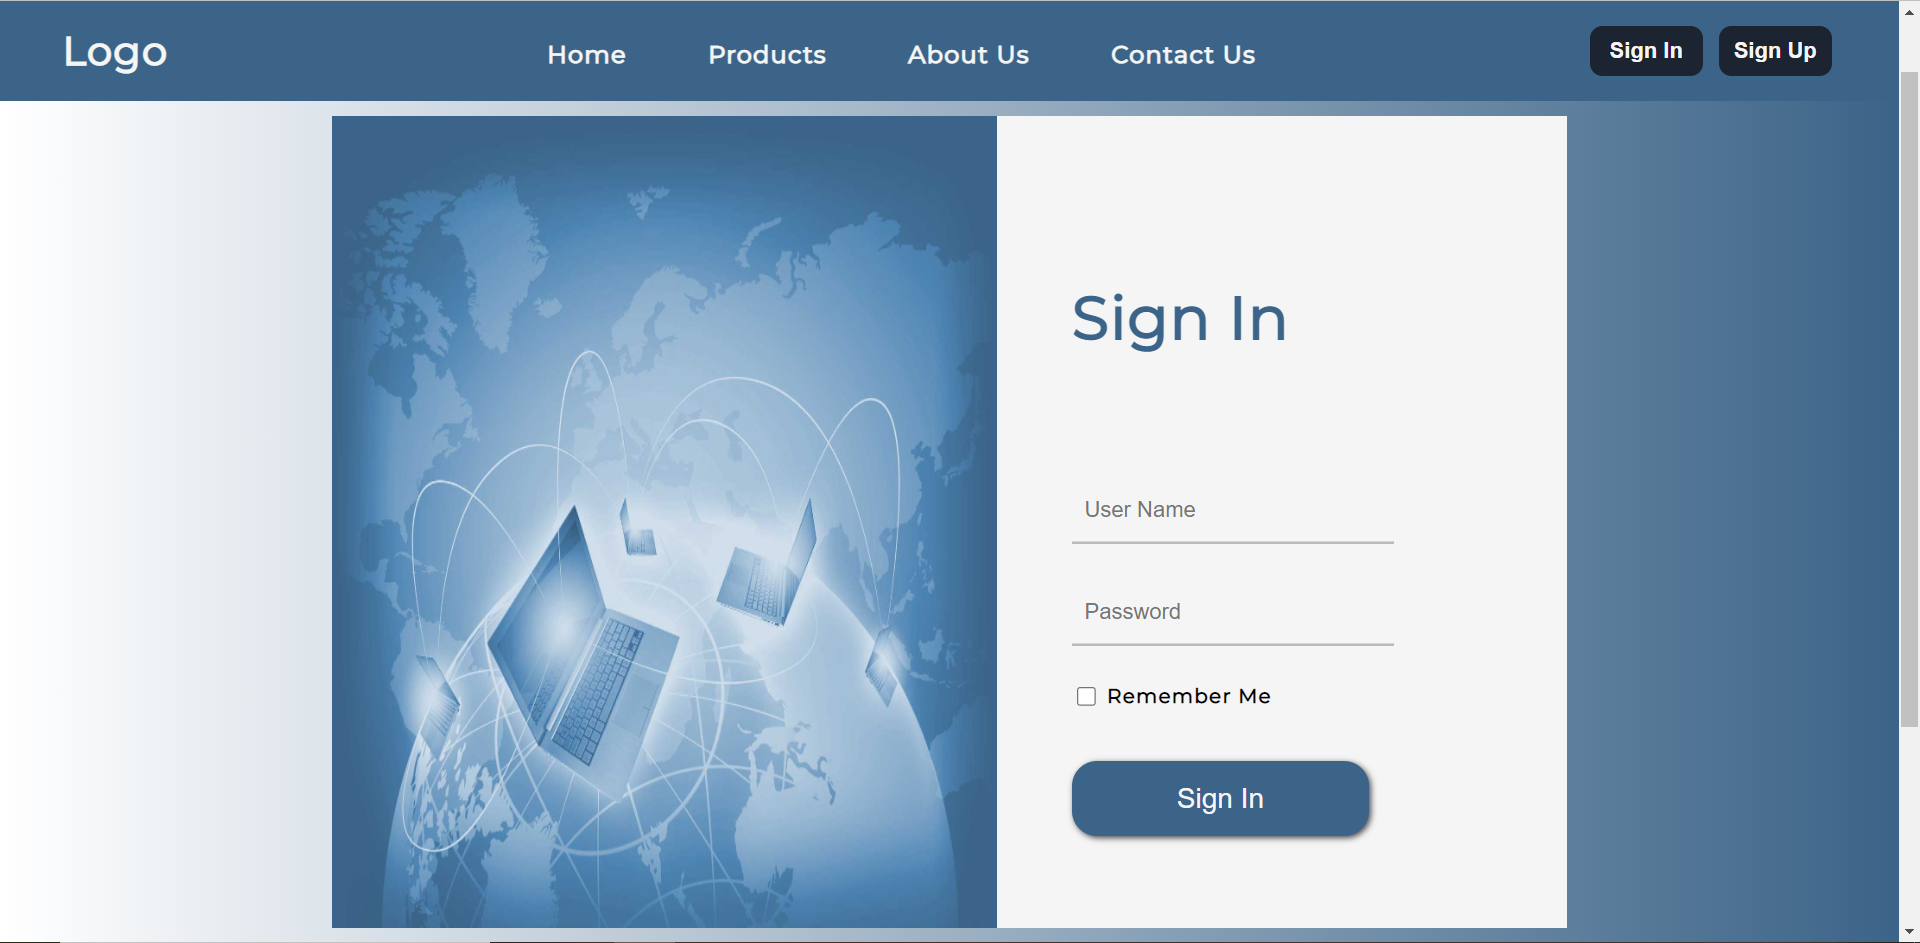 Logo
Home Products About Us Contact Us
Sign In Sign Up
Sign In
User Name
Password
Remember Me
Sign In